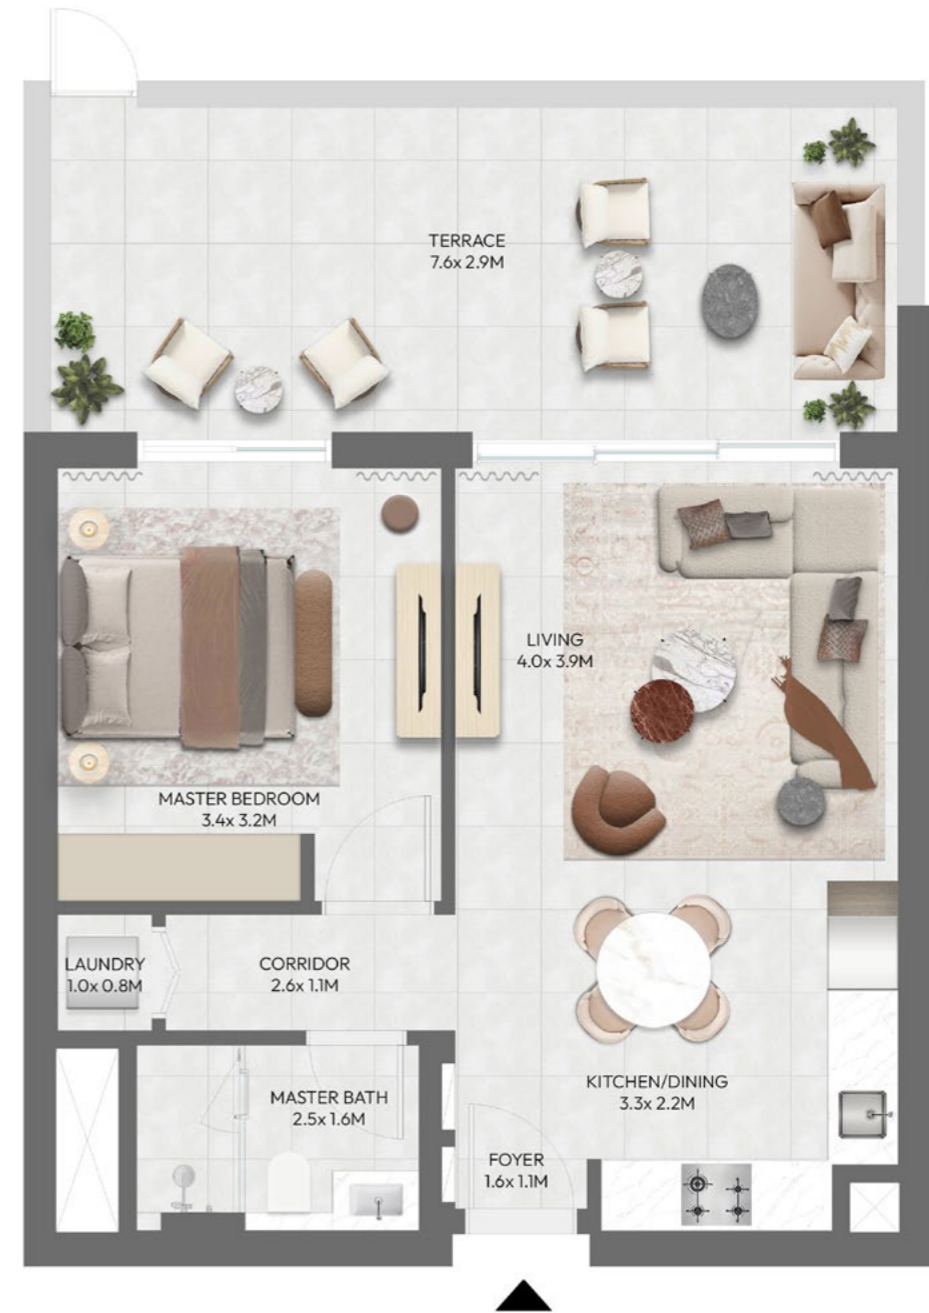 TERRACE
7.6x 2.9M
LIVING
4.0x 3.9M
MASTER BEDROOM
3.4x 3.2M
LAUNDRY
1.0x 0.8M
CORRIDOR
2.6x 1.1M
KITCHEN/DINING
3.3x 2.2M
MASTER BATH
2.5x 1.6M
FOYER
1.6x 1.1M